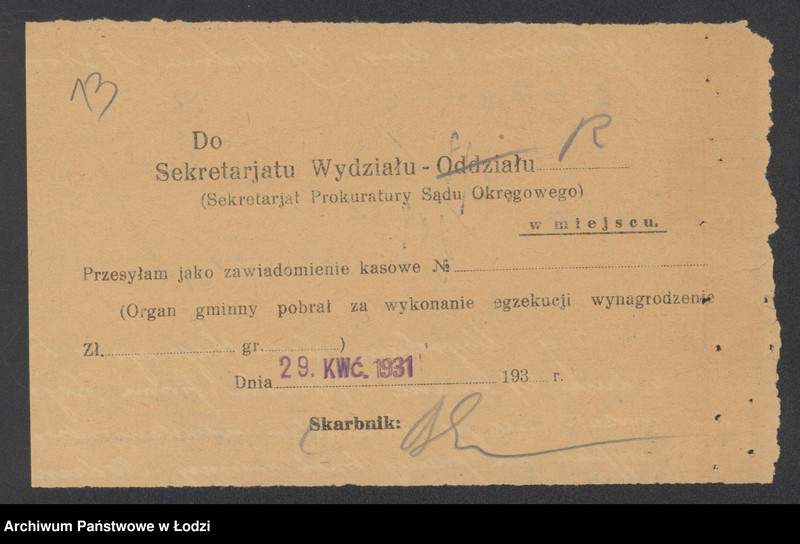 13
Do
Sekretarjatu Wydziału - Oddziału R
(Sekretarjat Prokuratury Sądu Okręgowego)
w miejscu.
Przesyłam jako zawiadomienie kasowe №
(Organ gminny pobrał za wykonanie egzekucji wynagrodzenie
Zł. gr. )
Dnia 29. KWĆ. 1931 193 r.
Skarbnik:
Archiwum Państwowe w Łodzi